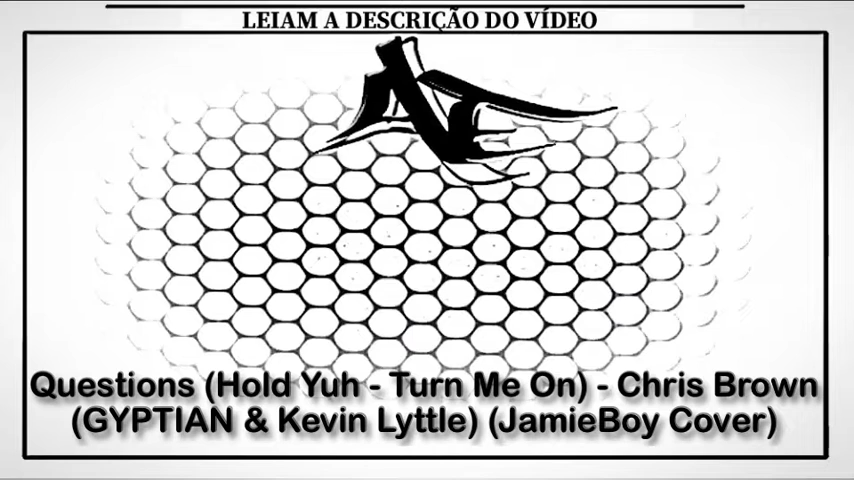 LEIAM A DESCRIÇÃO DO VÍDEO
Questions (Hold Yuh - Turn Me On) - Chris Brown
(GYPTIAN & Kevin Lyttle) (JamieBoy Cover)